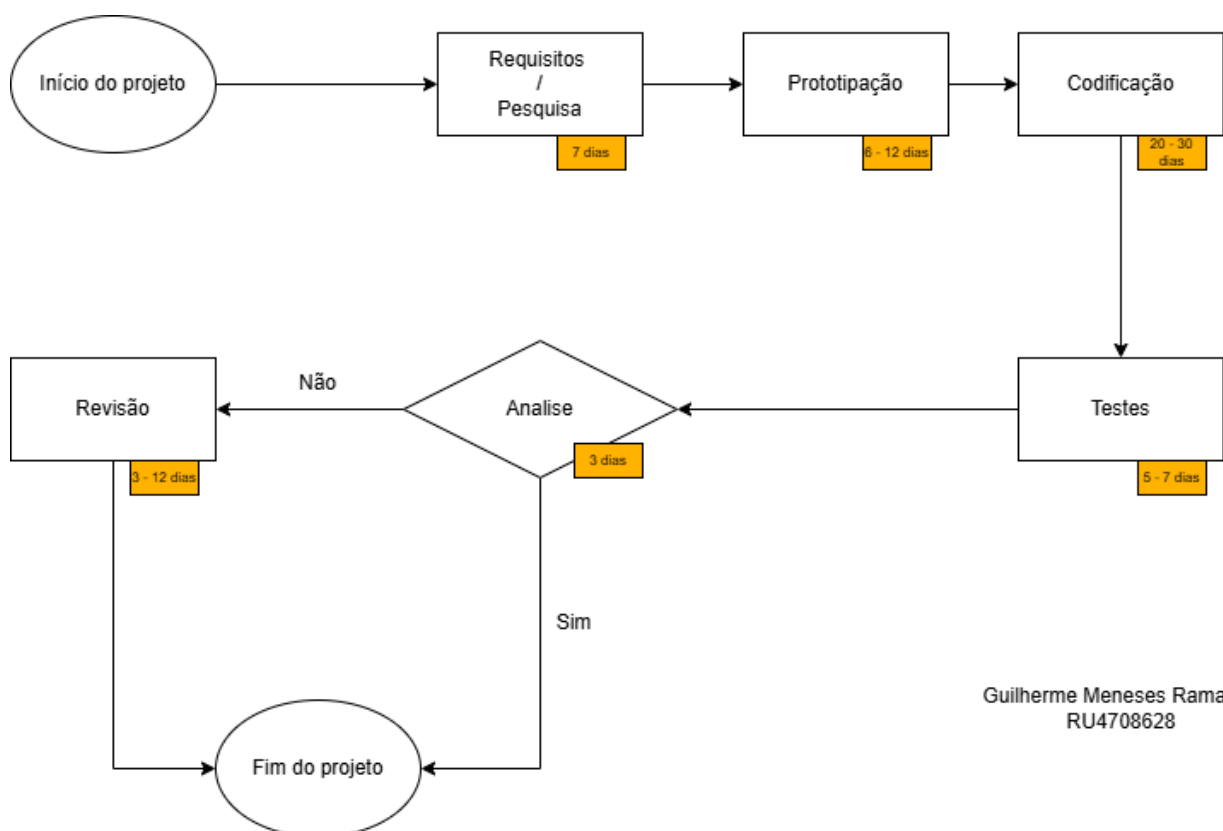 Início do projeto
Requisitos
/
Pesquisa
7 dias
Prototipação
6 - 12 dias
Codificação
20 - 30
dias
Testes
5 - 7 dias
Analise
3 dias
Não
Revisão
3 - 12 dias
Sim
Fim do projeto
Guilherme Meneses
RU4708628